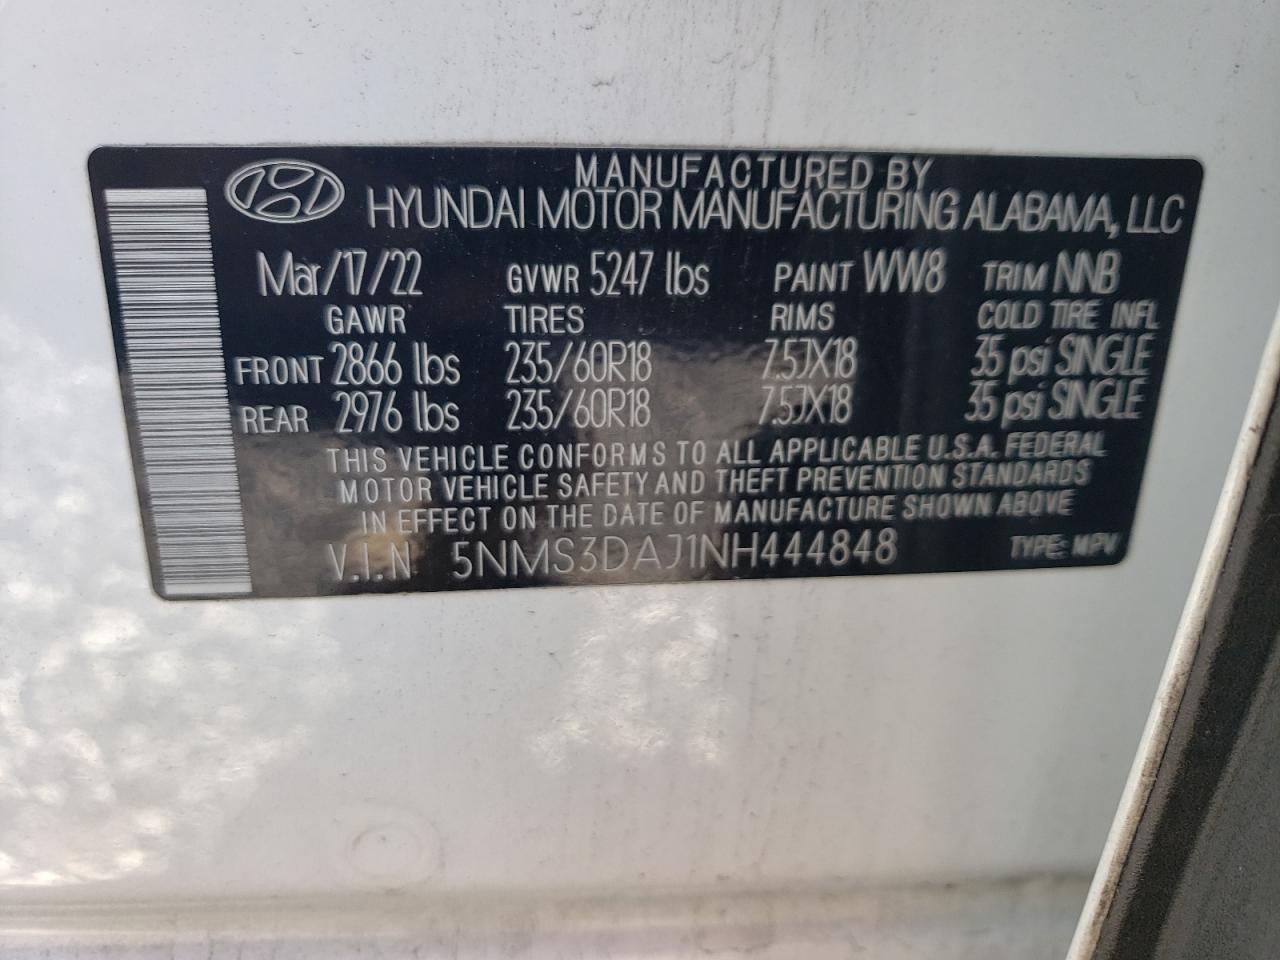 MANUFACTURED BY
HYUNDAI MOTOR MANUFACTURING ALABAMA, LLC
Mar/17/22 GVWR 5247 lbs PAINT WW8 TRIM NNB
GAWR TIRES RIMS COLD TIRE INFL
FRONT 2866 lbs 235/60R18 7.5JX18 35 psi SINGLE
REAR 2976 lbs 235/60R18 7.5JX18 35 psi SINGLE
THIS VEHICLE CONFORMS TO ALL APPLICABLE U.S.A. FEDERAL
MOTOR VEHICLE SAFETY AND THEFT PREVENTION STANDARDS
IN EFFECT ON THE DATE OF MANUFACTURE SHOWN ABOVE
V.I.N 5NMS3DAJ1NH444848 TYPE: MPV